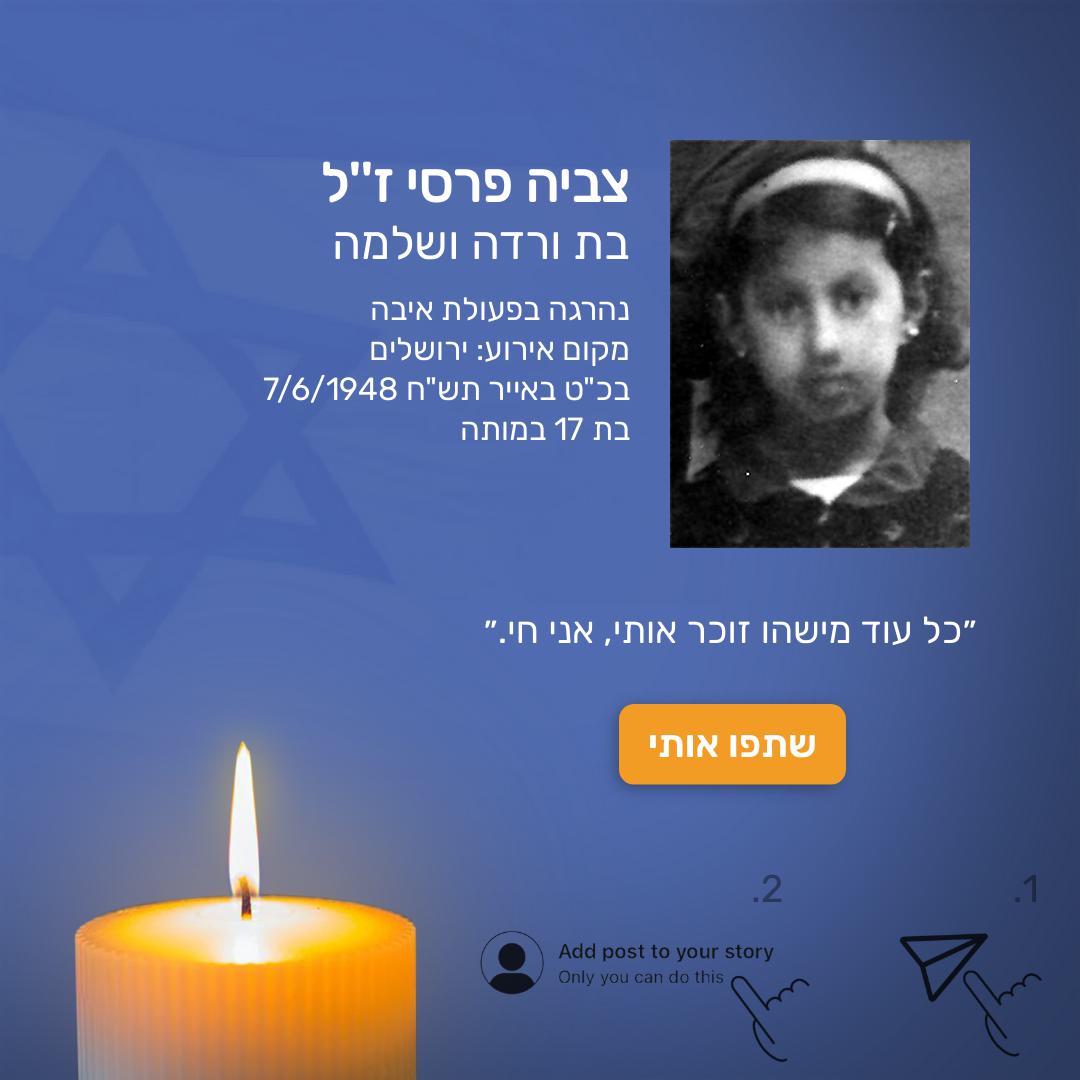 צביה פרסי ז"ל
בת ורדה ושלמה
נהרגה בפעולת איבה
מקום אירוע: ירושלים
בכ"ט באייר תש"ח 7/6/1948
בת 17 במותה
״כל עוד מישהו זוכר אותי, אני חי.״
שתפו אותי
.1
.2
Add post to your story
Only you can do this